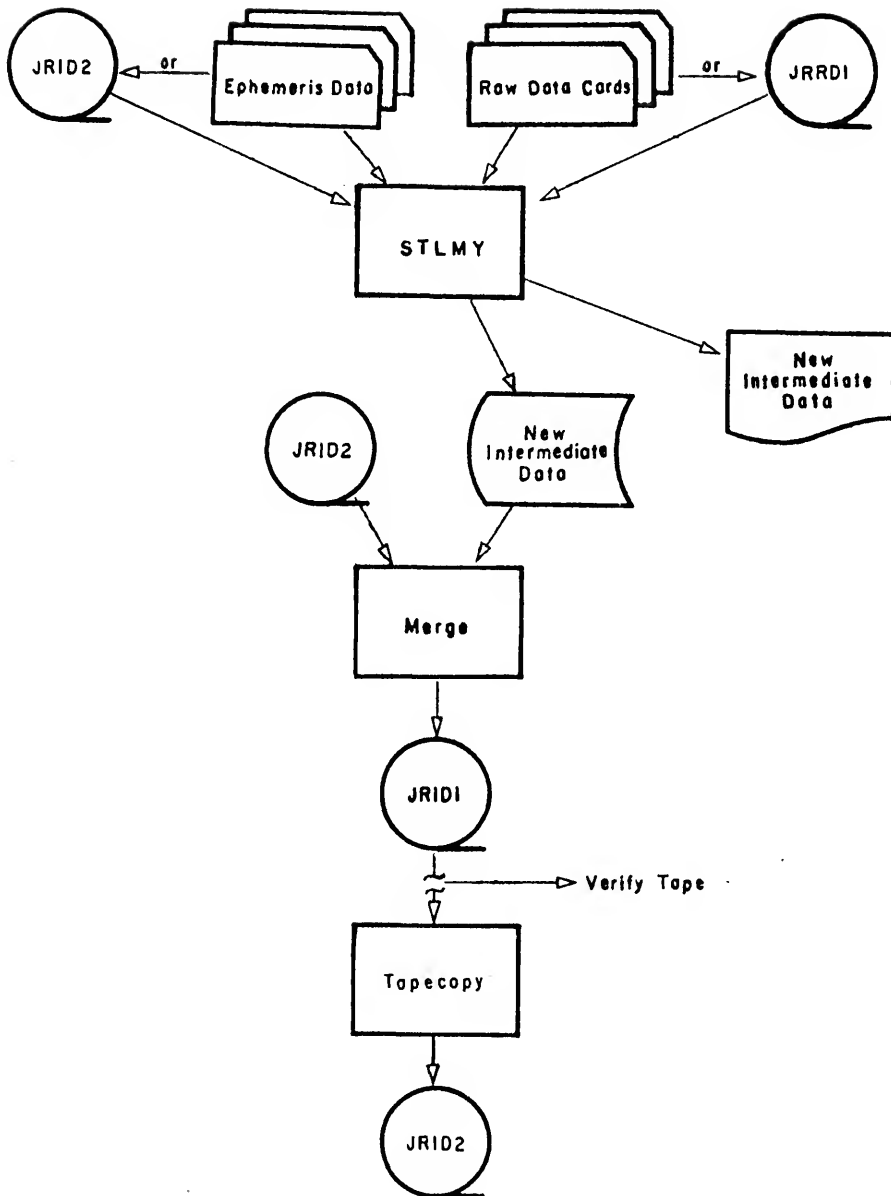 JRID2
or
Ephemeris Data
Raw Data Cards
or
JRRD1
STLMY
New
Intermediate
Data
JRID2
New
Intermediate
Data
Merge
JRID1
Verify Tape
Tapecopy
JRID2